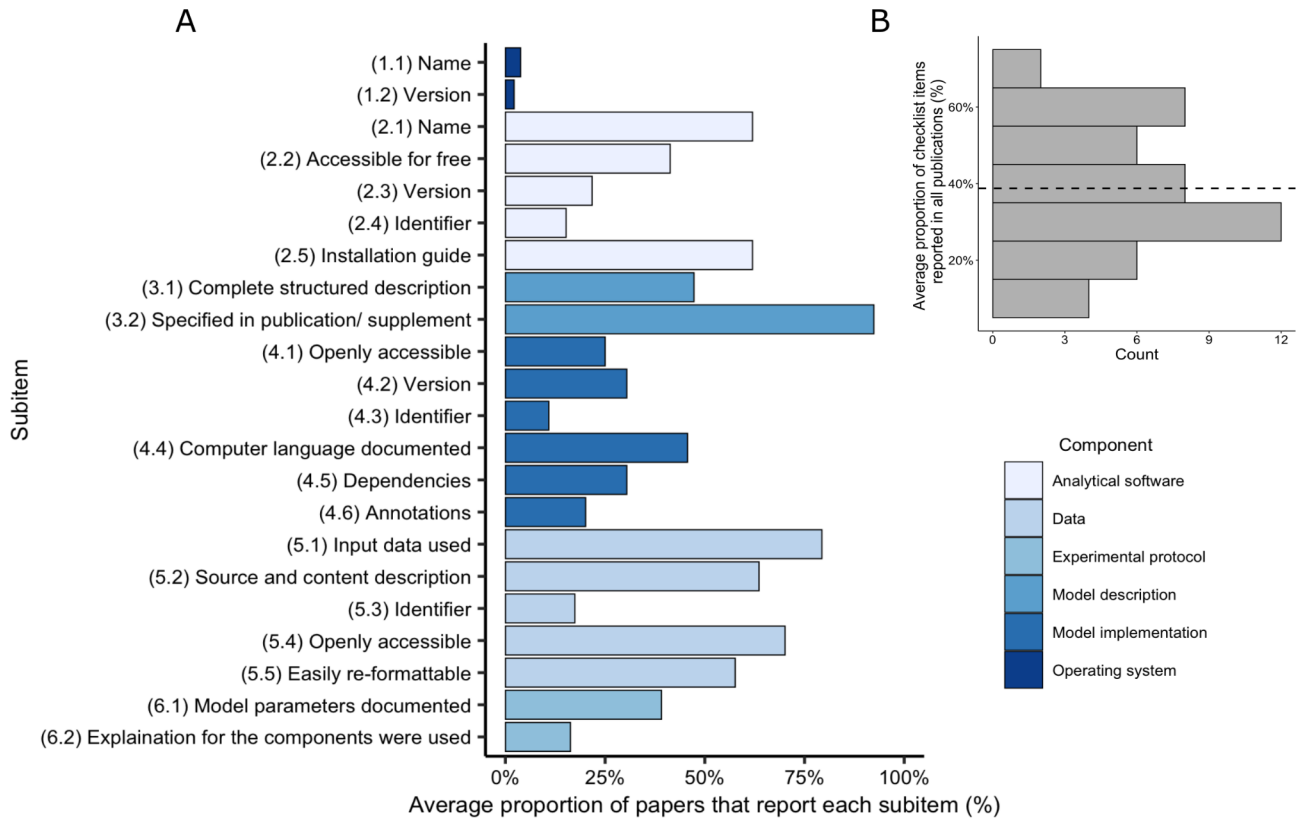 A
(1.1) Name
(1.2) Version
(2.1) Name
(2.2) Accessible for free
(2.3) Version
(2.4) Identifier
(2.5) Installation guide
(3.1) Complete structured description
(3.2) Specified in publication/ supplement
(4.1) Openly accessible
(4.2) Version
(4.3) Identifier
(4.4) Computer language documented
(4.5) Dependencies
(4.6) Annotations
(5.1) Input data used
(5.2) Source and content description
(5.3) Identifier
(5.4) Openly accessible
(5.5) Easily re-formattable
(6.1) Model parameters documented
(6.2) Explaination for the components were used
Subitem
0% 25% 50% 75% 100%
Average proportion of papers that report each subitem (%)
B
Average proportion of checklist items
reported in all publications (%)
60%
40%
20%
0 3 6 9 12
Count
Component
Analytical software
Data
Experimental protocol
Model description
Model implementation
Operating system